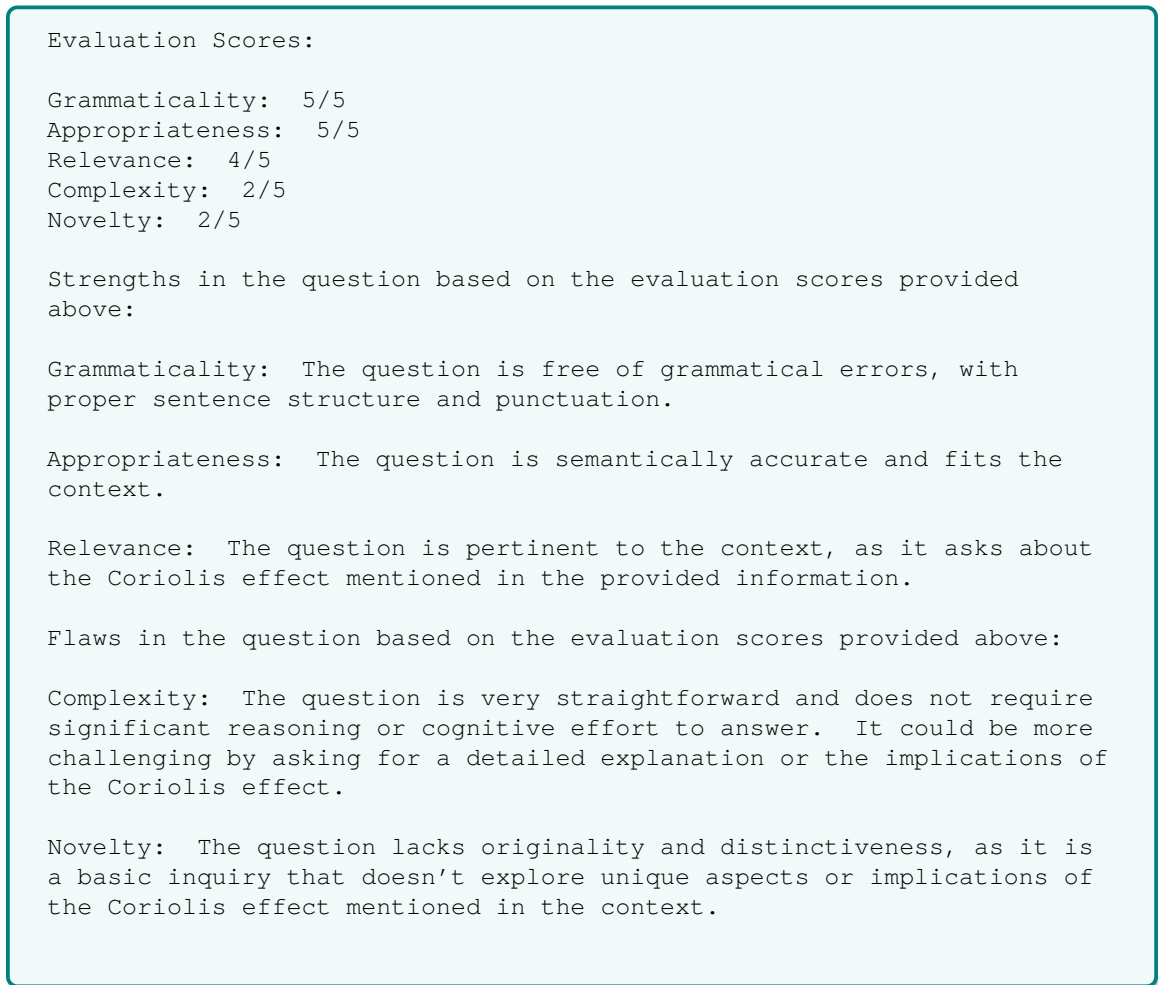 Evaluation Scores:
Grammaticality: 5/5
Appropriateness: 5/5
Relevance: 4/5
Complexity: 2/5
Novelty: 2/5
Strengths in the question based on the evaluation scores provided
above:
Grammaticality: The question is free of grammatical errors, with
proper sentence structure and punctuation.
Appropriateness: The question is semantically accurate and fits the
context.
Relevance: The question is pertinent to the context, as it asks about
the Coriolis effect mentioned in the provided information.
Flaws in the question based on the evaluation scores provided above:
Complexity: The question is very straightforward and does not require
significant reasoning or cognitive effort to answer. It could be more
challenging by asking for a detailed explanation or the implications of
the Coriolis effect.
Novelty: The question lacks originality and distinctiveness, as it is
a basic inquiry that doesn't explore unique aspects or implications of
the Coriolis effect mentioned in the context.